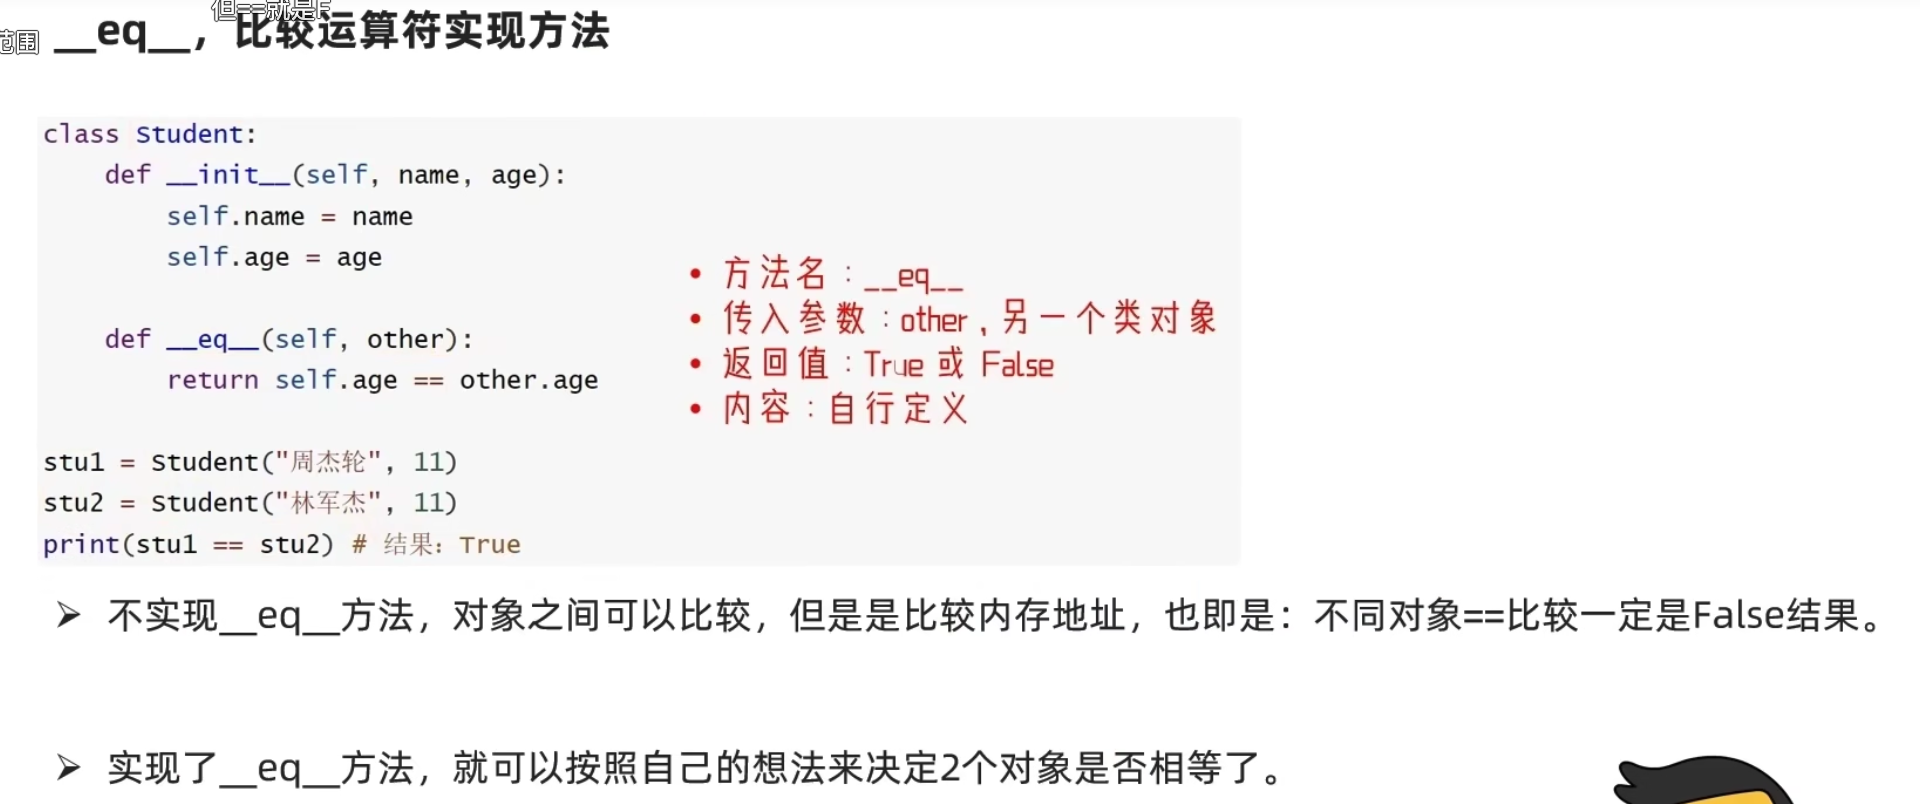 但==就是F
范围
__eq__，比较运算符实现方法
class Student:
    def __init__(self, name, age):
        self.name = name
        self.age = age
    def __eq__(self, other):
        return self.age == other.age
stu1 = Student("周杰轮", 11)
stu2 = Student("林军杰", 11)
print(stu1 == stu2) # 结果：True
• 方法名：__eq__
• 传入参数：other，另一个类对象
• 返回值：True 或 False
• 内容：自行定义
➢ 不实现__eq__方法，对象之间可以比较，但是是比较内存地址，也即是：不同对象==比较一定是False结果。
➢ 实现了__eq__方法，就可以按照自己的想法来决定2个对象是否相等了。